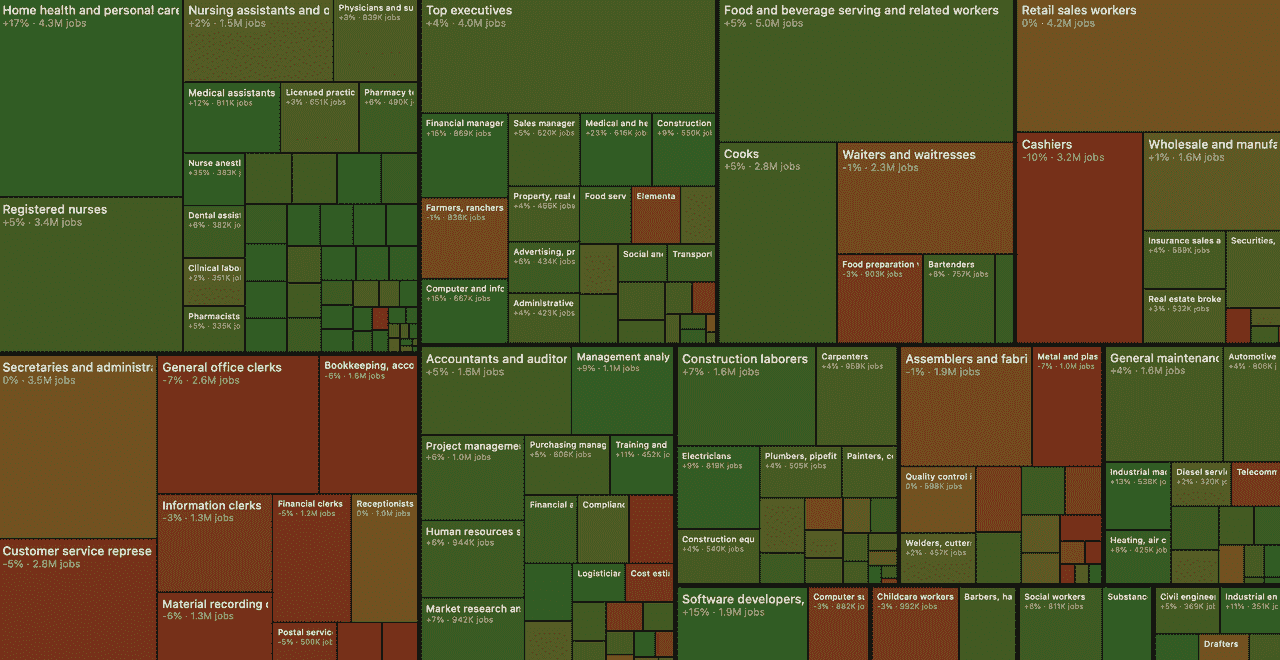 Home health and personal care
+17% · 4.3M jobs
Registered nurses
+5% · 3.4M jobs
Nursing assistants and o
+2% · 1.5M jobs
Physicians and su
+3% · 839K jobs
Medical assistants
+12% · 811K jobs
Licensed practic
+3% · 651K jobs
Pharmacy te
+6% · 490K j
Nurse anest
+35% · 383K j
Dental assist
+6% · 382K jo
Clinical labo
+2% · 351K jo
Pharmacists
+5% · 335K jo
Top executives
+4% · 4.0M jobs
Financial manager
+15% · 869K jobs
Sales manager
+5% · 620K jobs
Medical and he
+23% · 616K job
Construction
+9% · 550K job
Farmers, ranchers
-1% · 838K jobs
Property, real e
+4% · 466K job
Food serv
Elementa
Computer and info
+15% · 667K jobs
Advertising, pr
+6% · 434K job
Social and
Transport
Administrative
+4% · 423K job
Food and beverage serving and related workers
+5% · 5.0M jobs
Cooks
+5% · 2.8M jobs
Waiters and waitresses
-1% · 2.3M jobs
Food preparation w
-3% · 903K jobs
Bartenders
+6% · 757K jobs
Retail sales workers
0% · 4.2M jobs
Cashiers
-10% · 3.2M jobs
Wholesale and manufa
+1% · 1.6M jobs
Insurance sales a
+4% · 569K jobs
Securities,
Real estate broke
+3% · 532K jobs
Secretaries and administra
0% · 3.5M jobs
Customer service represe
-5% · 2.8M jobs
General office clerks
-7% · 2.6M jobs
Bookkeeping, acco
-6% · 1.6M jobs
Information clerks
-3% · 1.3M jobs
Financial clerks
-5% · 1.2M jobs
Receptionists
0% · 1.0M jobs
Material recording c
-6% · 1.3M jobs
Postal servic
-5% · 500K job
Accountants and auditor
+5% · 1.6M jobs
Management analy
+9% · 1.1M jobs
Project manageme
+6% · 1.0M jobs
Purchasing manag
+5% · 606K jobs
Training and
+11% · 452K jo
Human resources s
+6% · 944K jobs
Financial a
Complianc
Logistician
Cost esti
Market research an
+7% · 942K jobs
Construction laborers
+7% · 1.6M jobs
Carpenters
+4% · 959K jobs
Electricians
+9% · 819K jobs
Plumbers, pipefit
+4% · 505K jobs
Painters, co
Construction equ
+4% · 540K jobs
Assemblers and fabri
-1% · 1.9M jobs
Metal and plas
-7% · 1.0M jobs
Quality control i
0% · 598K jobs
Welders, cutter
+2% · 457K jobs
General maintenanc
+4% · 1.6M jobs
Automotive
+4% · 806K j
Industrial mac
+13% · 538K jo
Diesel servic
+2% · 320K jo
Telecomm
Heating, air c
+8% · 425K jo
Software developers,
+15% · 1.9M jobs
Computer su
-3% · 882K jo
Childcare workers
-3% · 992K jobs
Barbers, ha
Social workers
+6% · 811K jobs
Substanc
Civil enginee
+5% · 369K jo
Industrial en
+11% · 351K jo
Drafters